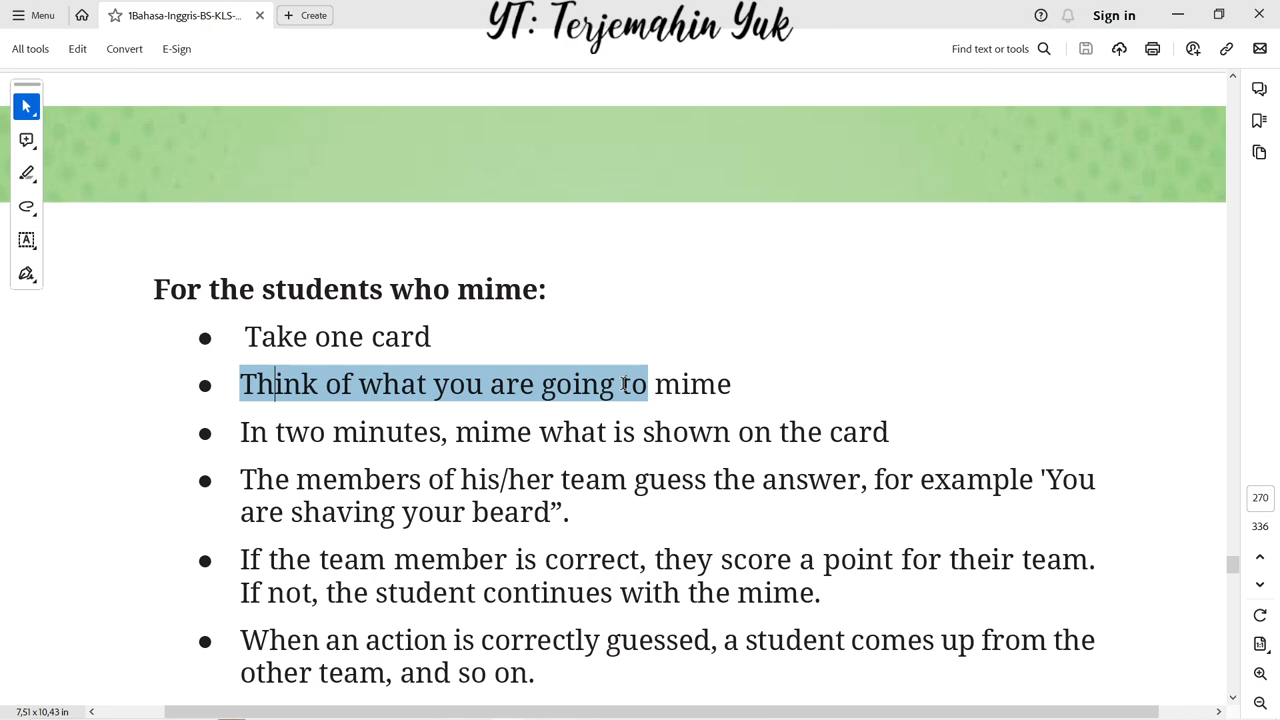 Menu
1Bahasa-Inggris-BS-KLS-...
Create
YT: Terjemahin Yuk
Sign in
All tools
Edit
Convert
E-Sign
Find text or tools
For the students who mime:
● Take one card
● Think of what you are going to mime
● In two minutes, mime what is shown on the card
● The members of his/her team guess the answer, for example 'You
are shaving your beard”.
● If the team member is correct, they score a point for their team.
If not, the student continues with the mime.
● When an action is correctly guessed, a student comes up from the
other team, and so on.
270
336
7,51 x 10,43 in